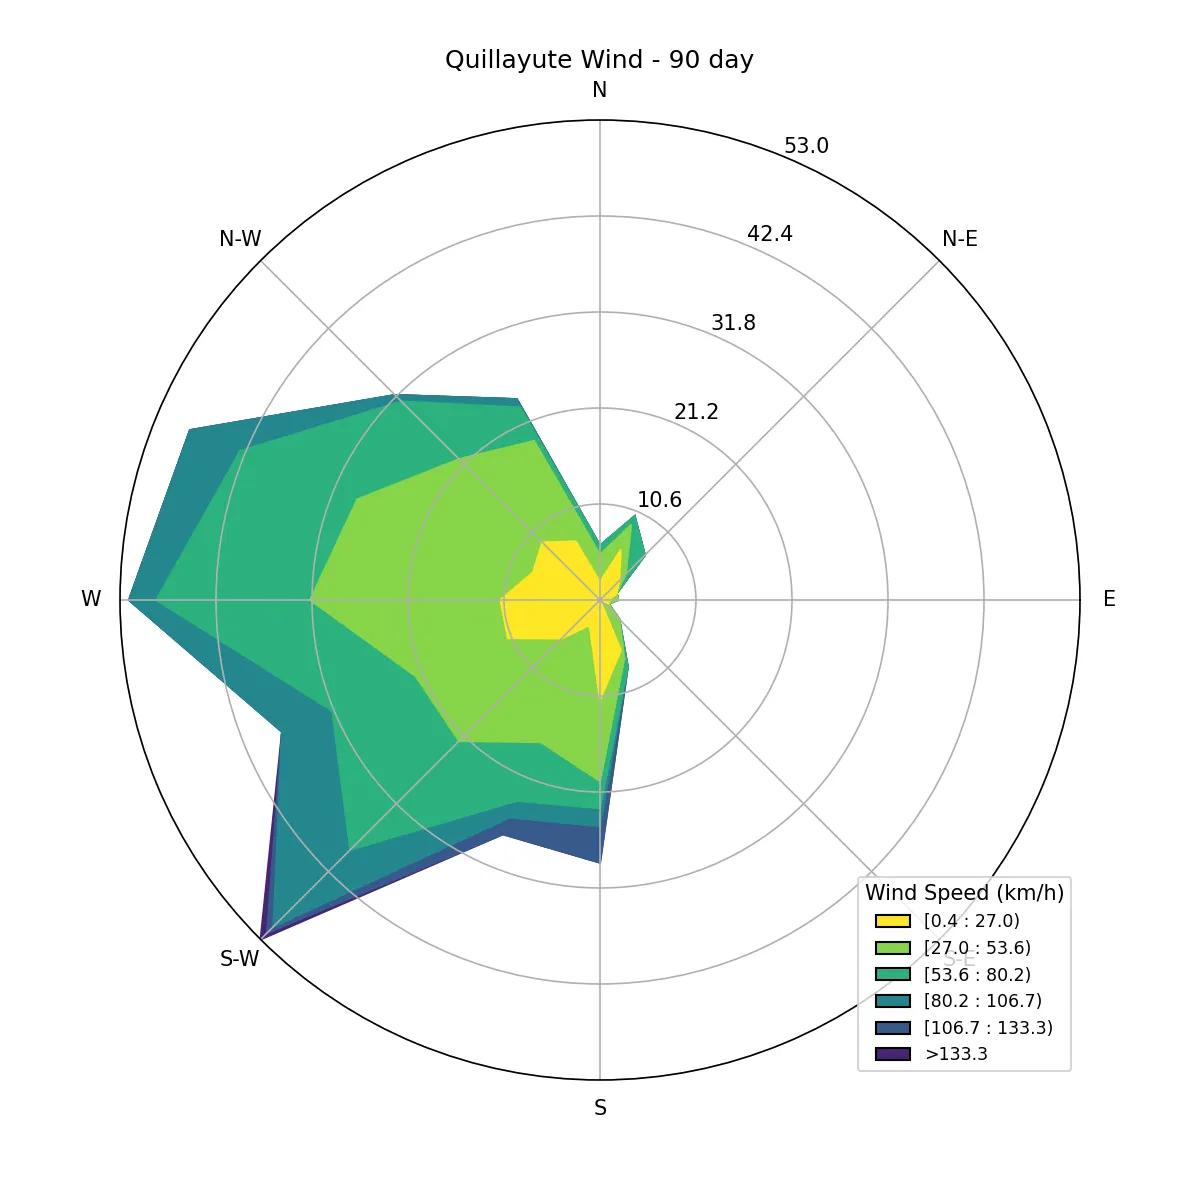 Quillayute Wind - 90 day
N
53.0
N-W
42.4
N-E
31.8
21.2
10.6
W
E
S-W
S-E
S
Wind Speed (km/h)
[0.4 : 27.0)
[27.0 : 53.6)
[53.6 : 80.2)
[80.2 : 106.7)
[106.7 : 133.3)
>133.3